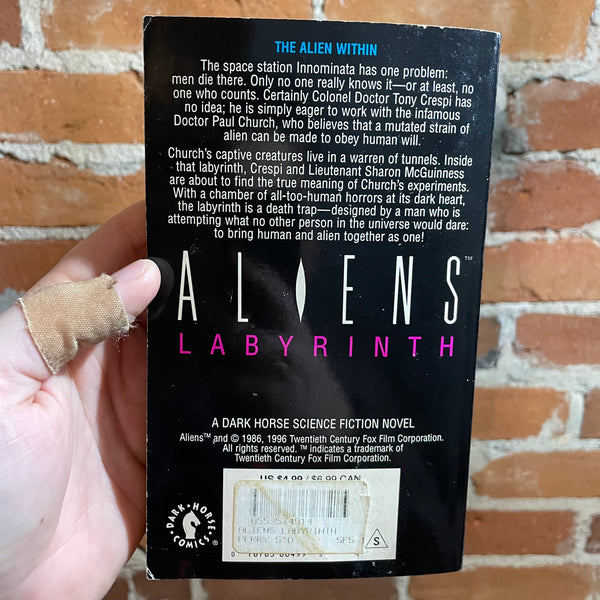 THE ALIEN WITHIN
The space station Innominata has one problem:
men die there. Only no one really knows it—or at least, no
one who counts. Certainly Colonel Doctor Tony Crespi has
no idea; he is simply eager to work with the infamous
Doctor Paul Church, who believes that a mutated strain of
alien can be made to obey human will.
Church's captive creatures live in a warren of tunnels. Inside
that labyrinth, Crespi and Lieutenant Sharon McGuinness
are about to find the true meaning of Church's experiments.
With a chamber of all-too-human horrors at its dark heart,
the labyrinth is a death trap—designed by a man who is
attempting what no other person in the universe would dare:
to bring human and alien together as one!
ALIENS™
LABYRINTH
A DARK HORSE SCIENCE FICTION NOVEL
Aliens™ and © 1986, 1996 Twentieth Century Fox Film Corporation.
All rights reserved. ™ indicates a trademark of
Twentieth Century Fox Film Corporation.
US $4.99 / $6.99 CAN
0553574914
ALIENS LABYRINTH
PERRY S*D SFS
S
DARK HORSE
COMICS